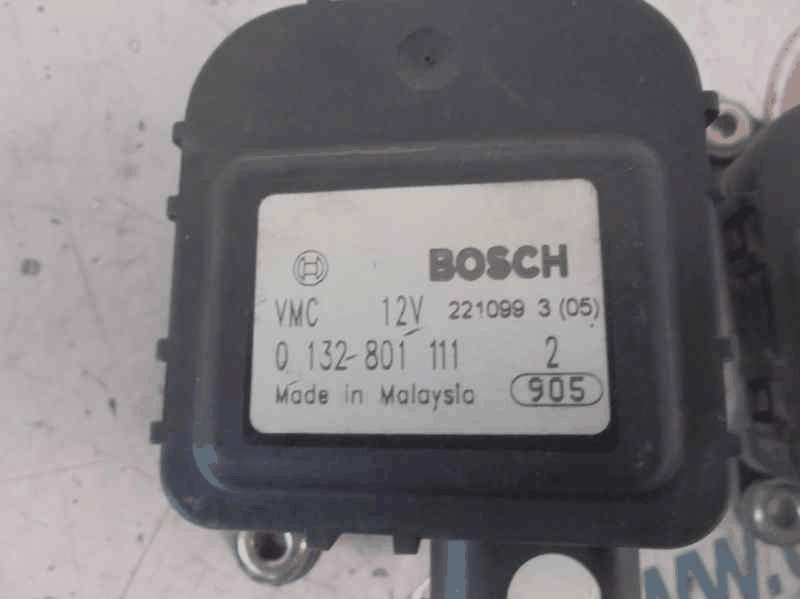 BOSCH
VMC 12V 221099 3 (05)
0 132-801 111 2
Made in Malaysia 905